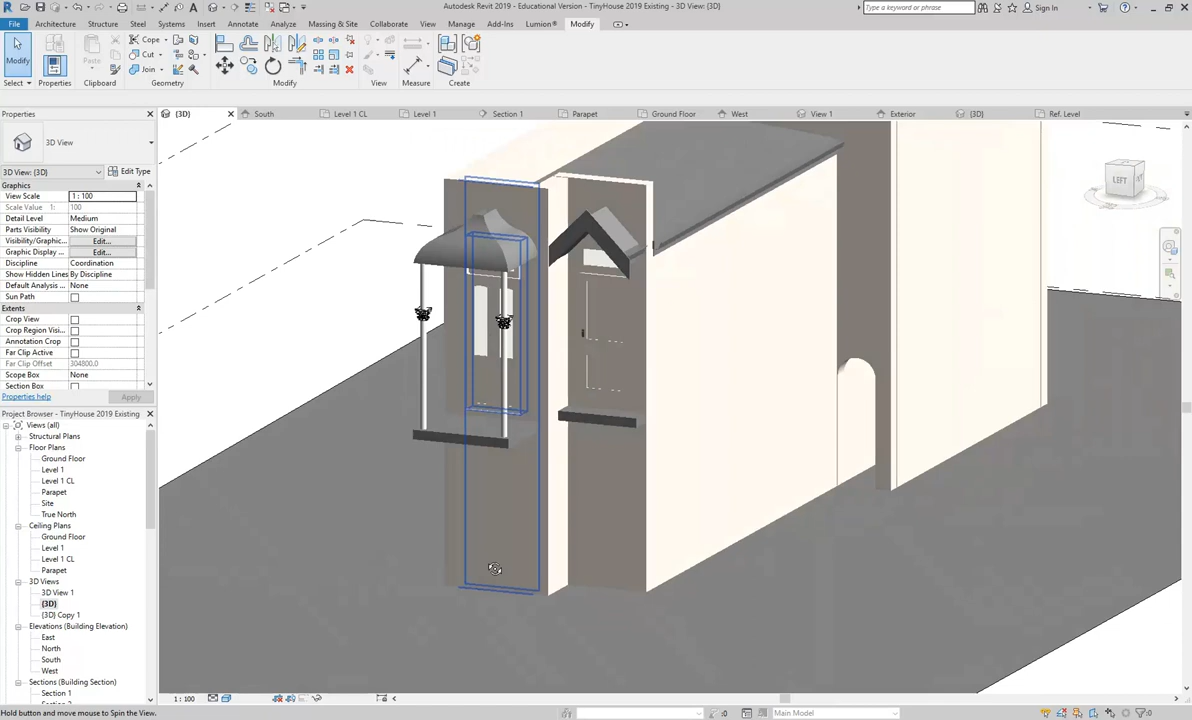 Autodesk Revit 2019 - Educational Version - TinyHouse 2019 Existing - 3D View: {3D}
Type a keyword or phrase
Sign In
File Architecture Structure Steel Systems Insert Annotate Analyze Massing & Site Collaborate View Manage Add-Ins Lumion® Modify
Modify
Properties
Paste
Cope
Cut
Join
Select Properties Clipboard Geometry Modify View Measure Create
Properties
{3D} South Level 1 CL Level 1 Section 1 Parapet Ground Floor West View 1 Exterior {3D} Ref. Level
3D View
3D View: {3D}
Edit Type
Graphics
View Scale 1 : 100
Scale Value 1: 100
Detail Level Medium
Parts Visibility Show Original
Visibility/Graphic... Edit...
Graphic Display ... Edit...
Discipline Coordination
Show Hidden Lines By Discipline
Default Analysis ... None
Sun Path
Extents
Crop View
Crop Region Visi...
Annotation Crop
Far Clip Active
Far Clip Offset 304800.0
Scope Box None
Section Box
Properties help
Apply
Project Browser - TinyHouse 2019 Existing
Views (all)
Structural Plans
Floor Plans
Ground Floor
Level 1
Level 1 CL
Parapet
Site
True North
Ceiling Plans
Ground Floor
Level 1
Level 1 CL
Parapet
3D Views
3D View 1
{3D}
{3D} Copy 1
Elevations (Building Elevation)
East
North
South
West
Sections (Building Section)
Section 1
LEFT
1 : 100
Hold button and move mouse to Spin the View.
:0
Main Model
:0